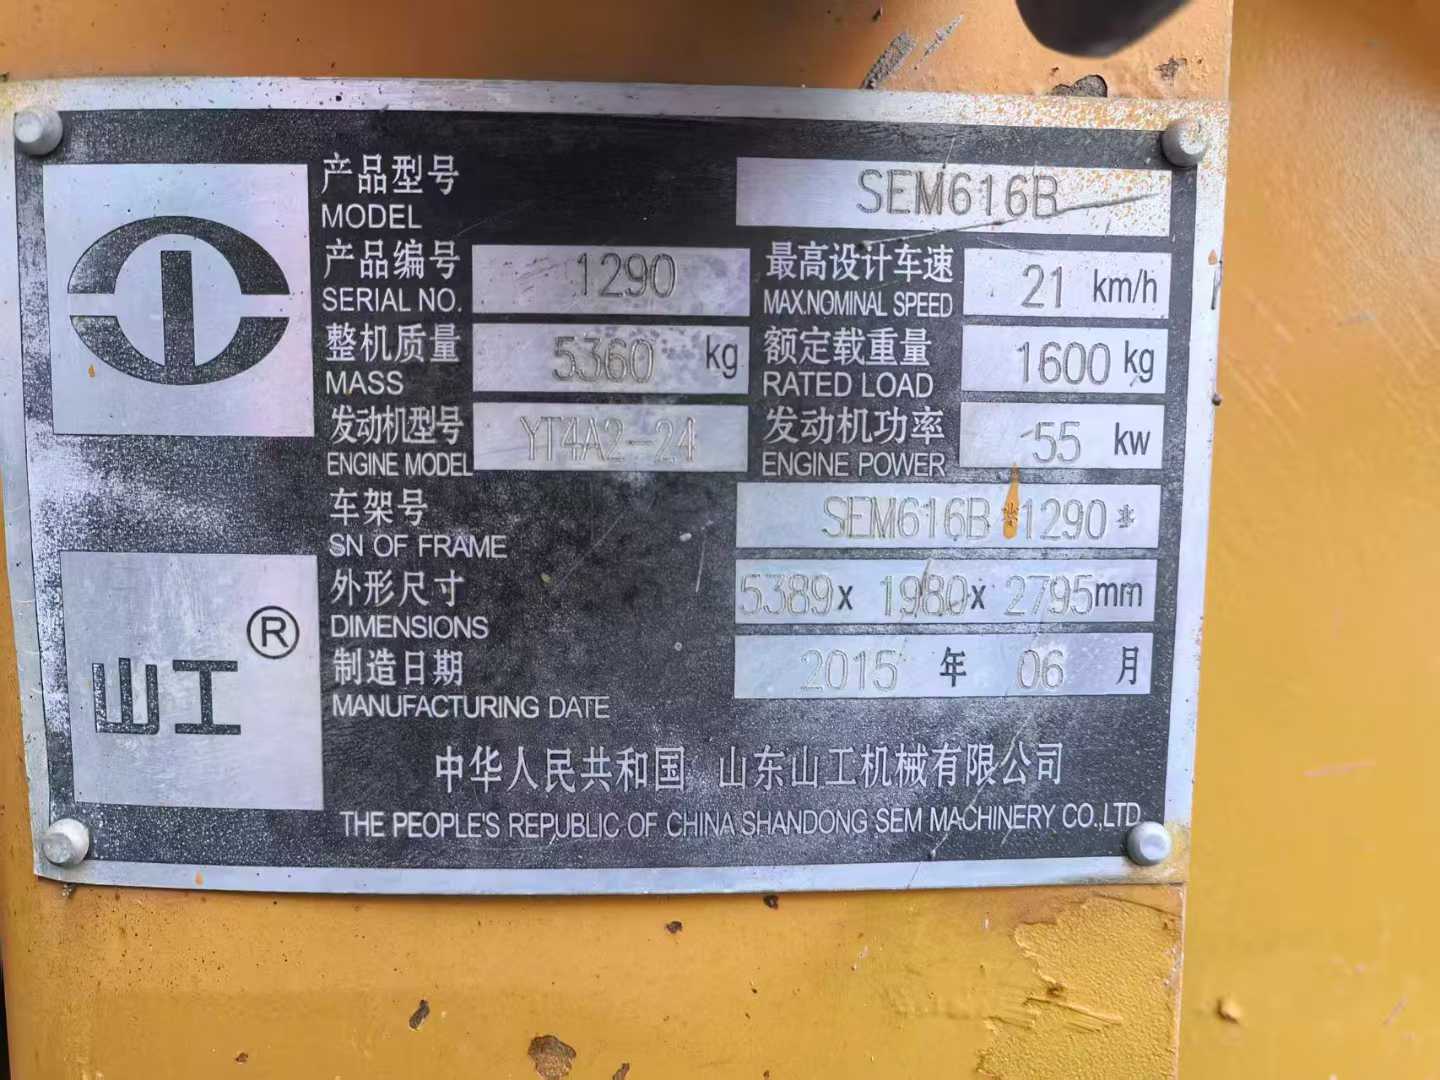 产品型号 SEM616B
MODEL
产品编号 1290 最高设计车速 21 km/h
SERIAL NO. MAX.NOMINAL SPEED
整机质量 5360 kg 额定载重量 1600 kg
MASS RATED LOAD
发动机型号 YT4A2-24 发动机功率 55 kw
ENGINE MODEL ENGINE POWER
车架号 SEM616B*1290*
SN OF FRAME
外形尺寸 5389x 1980x 2795mm
DIMENSIONS
制造日期 2015 年 06 月
MANUFACTURING DATE
山工®
中华人民共和国 山东山工机械有限公司
THE PEOPLE'S REPUBLIC OF CHINA SHANDONG SEM MACHINERY CO.,LTD